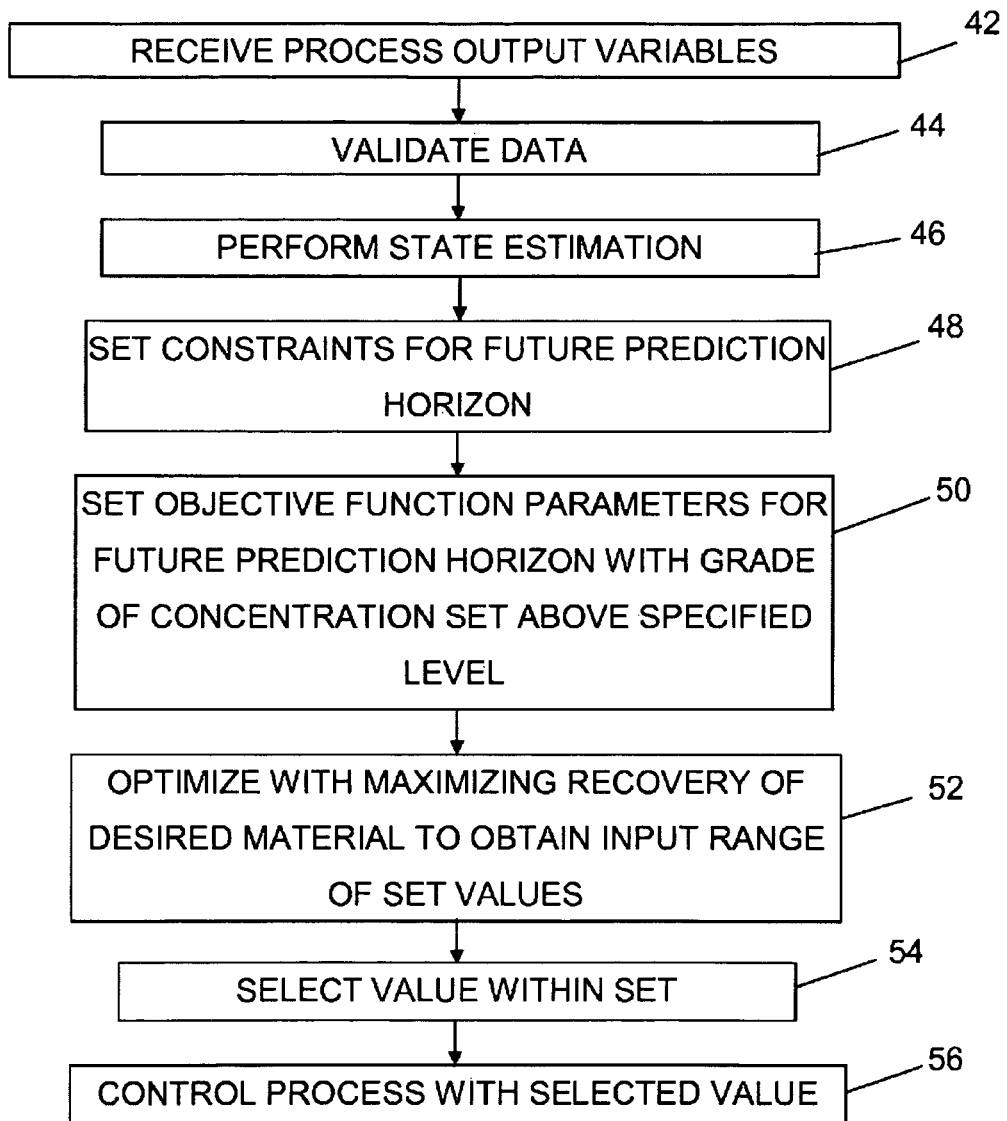 RECEIVE PROCESS OUTPUT VARIABLES
42
VALIDATE DATA
44
PERFORM STATE ESTIMATION
46
SET CONSTRAINTS FOR FUTURE PREDICTION
HORIZON
48
SET OBJECTIVE FUNCTION PARAMETERS FOR
FUTURE PREDICTION HORIZON WITH GRADE
OF CONCENTRATION SET ABOVE SPECIFIED
LEVEL
50
OPTIMIZE WITH MAXIMIZING RECOVERY OF
DESIRED MATERIAL TO OBTAIN INPUT RANGE
OF SET VALUES
52
SELECT VALUE WITHIN SET
54
CONTROL PROCESS WITH SELECTED VALUE
56